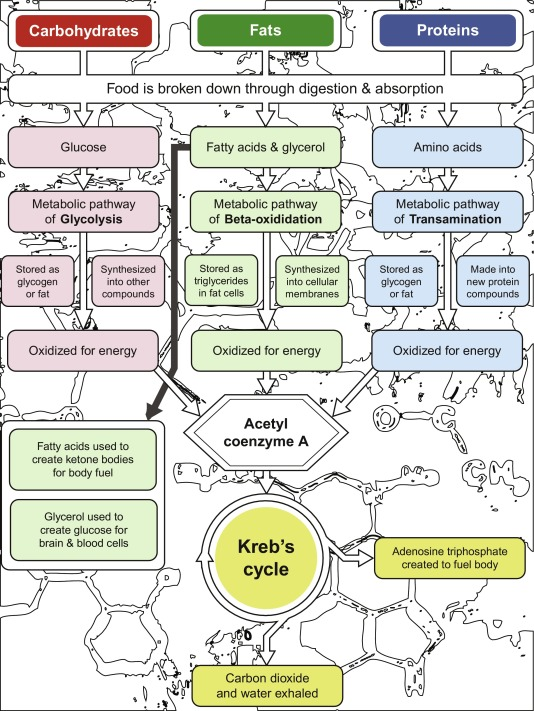 Carbohydrates
Fats
Proteins
Food is broken down through digestion & absorption
Glucose
Fatty acids & glycerol
Amino acids
Metabolic pathway
of Glycolysis
Metabolic pathway
of Beta-oxididation
Metabolic pathway
of Transamination
Stored as
glycogen
or fat
Synthesized
into other
compounds
Stored as
triglycerides
in fat cells
Synthesized
into cellular
membranes
Stored as
glycogen
or fat
Made into
new protein
compounds
Oxidized for energy
Oxidized for energy
Oxidized for energy
Acetyl
coenzyme A
Fatty acids used to
create ketone bodies
for body fuel
Glycerol used to
create glucose for
brain & blood cells
Kreb's
cycle
Adenosine triphosphate
created to fuel body
Carbon dioxide
and water exhaled